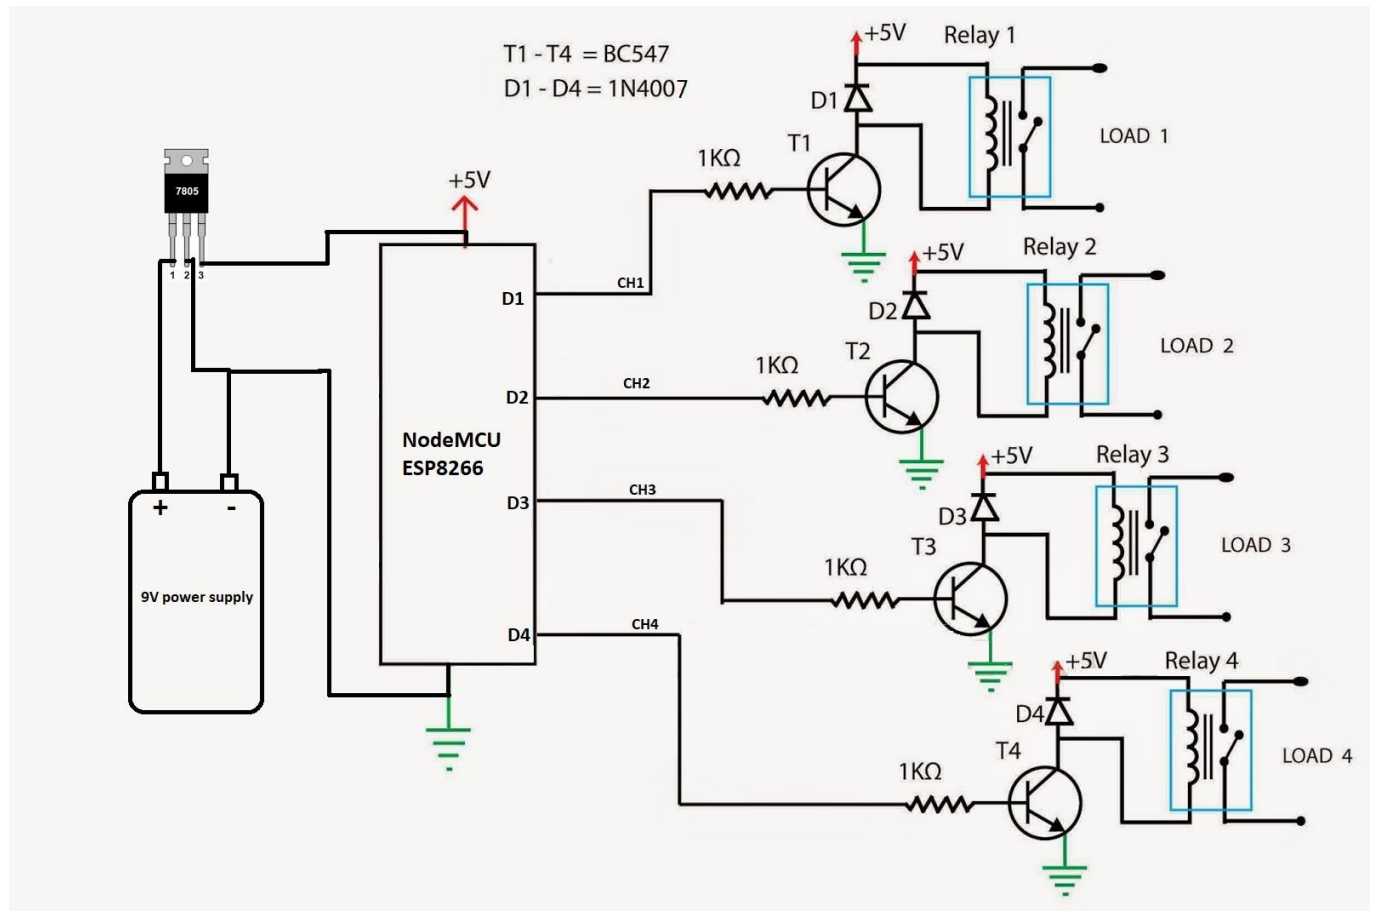 T1 - T4 = BC547
D1 - D4 = 1N4007
7805
1 2 3
+5V
+ -
9V power supply
NodeMCU
ESP8266
D1
D2
D3
D4
CH1
CH2
CH3
CH4
1KΩ
T1
D1
+5V
Relay 1
LOAD 1
1KΩ
T2
D2
+5V
Relay 2
LOAD 2
1KΩ
T3
D3
+5V
Relay 3
LOAD 3
1KΩ
T4
D4
+5V
Relay 4
LOAD 4